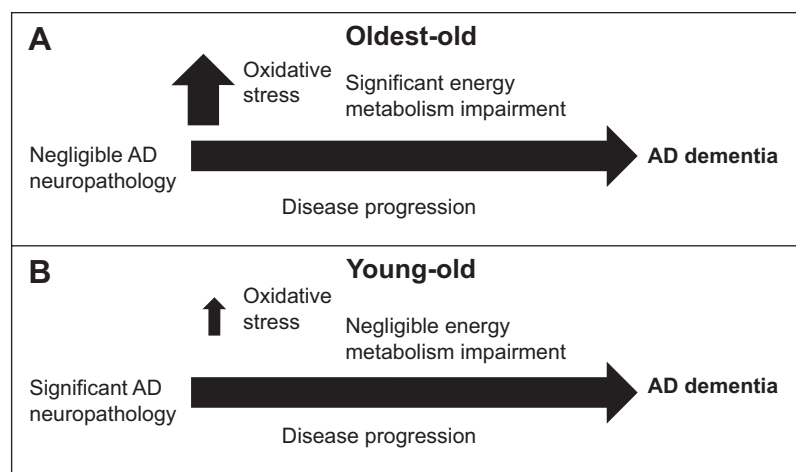 A
Oldest-old
Oxidative
stress
Significant energy
metabolism impairment
Negligible AD
neuropathology
AD dementia
Disease progression
B
Young-old
Oxidative
stress
Negligible energy
metabolism impairment
Significant AD
neuropathology
AD dementia
Disease progression